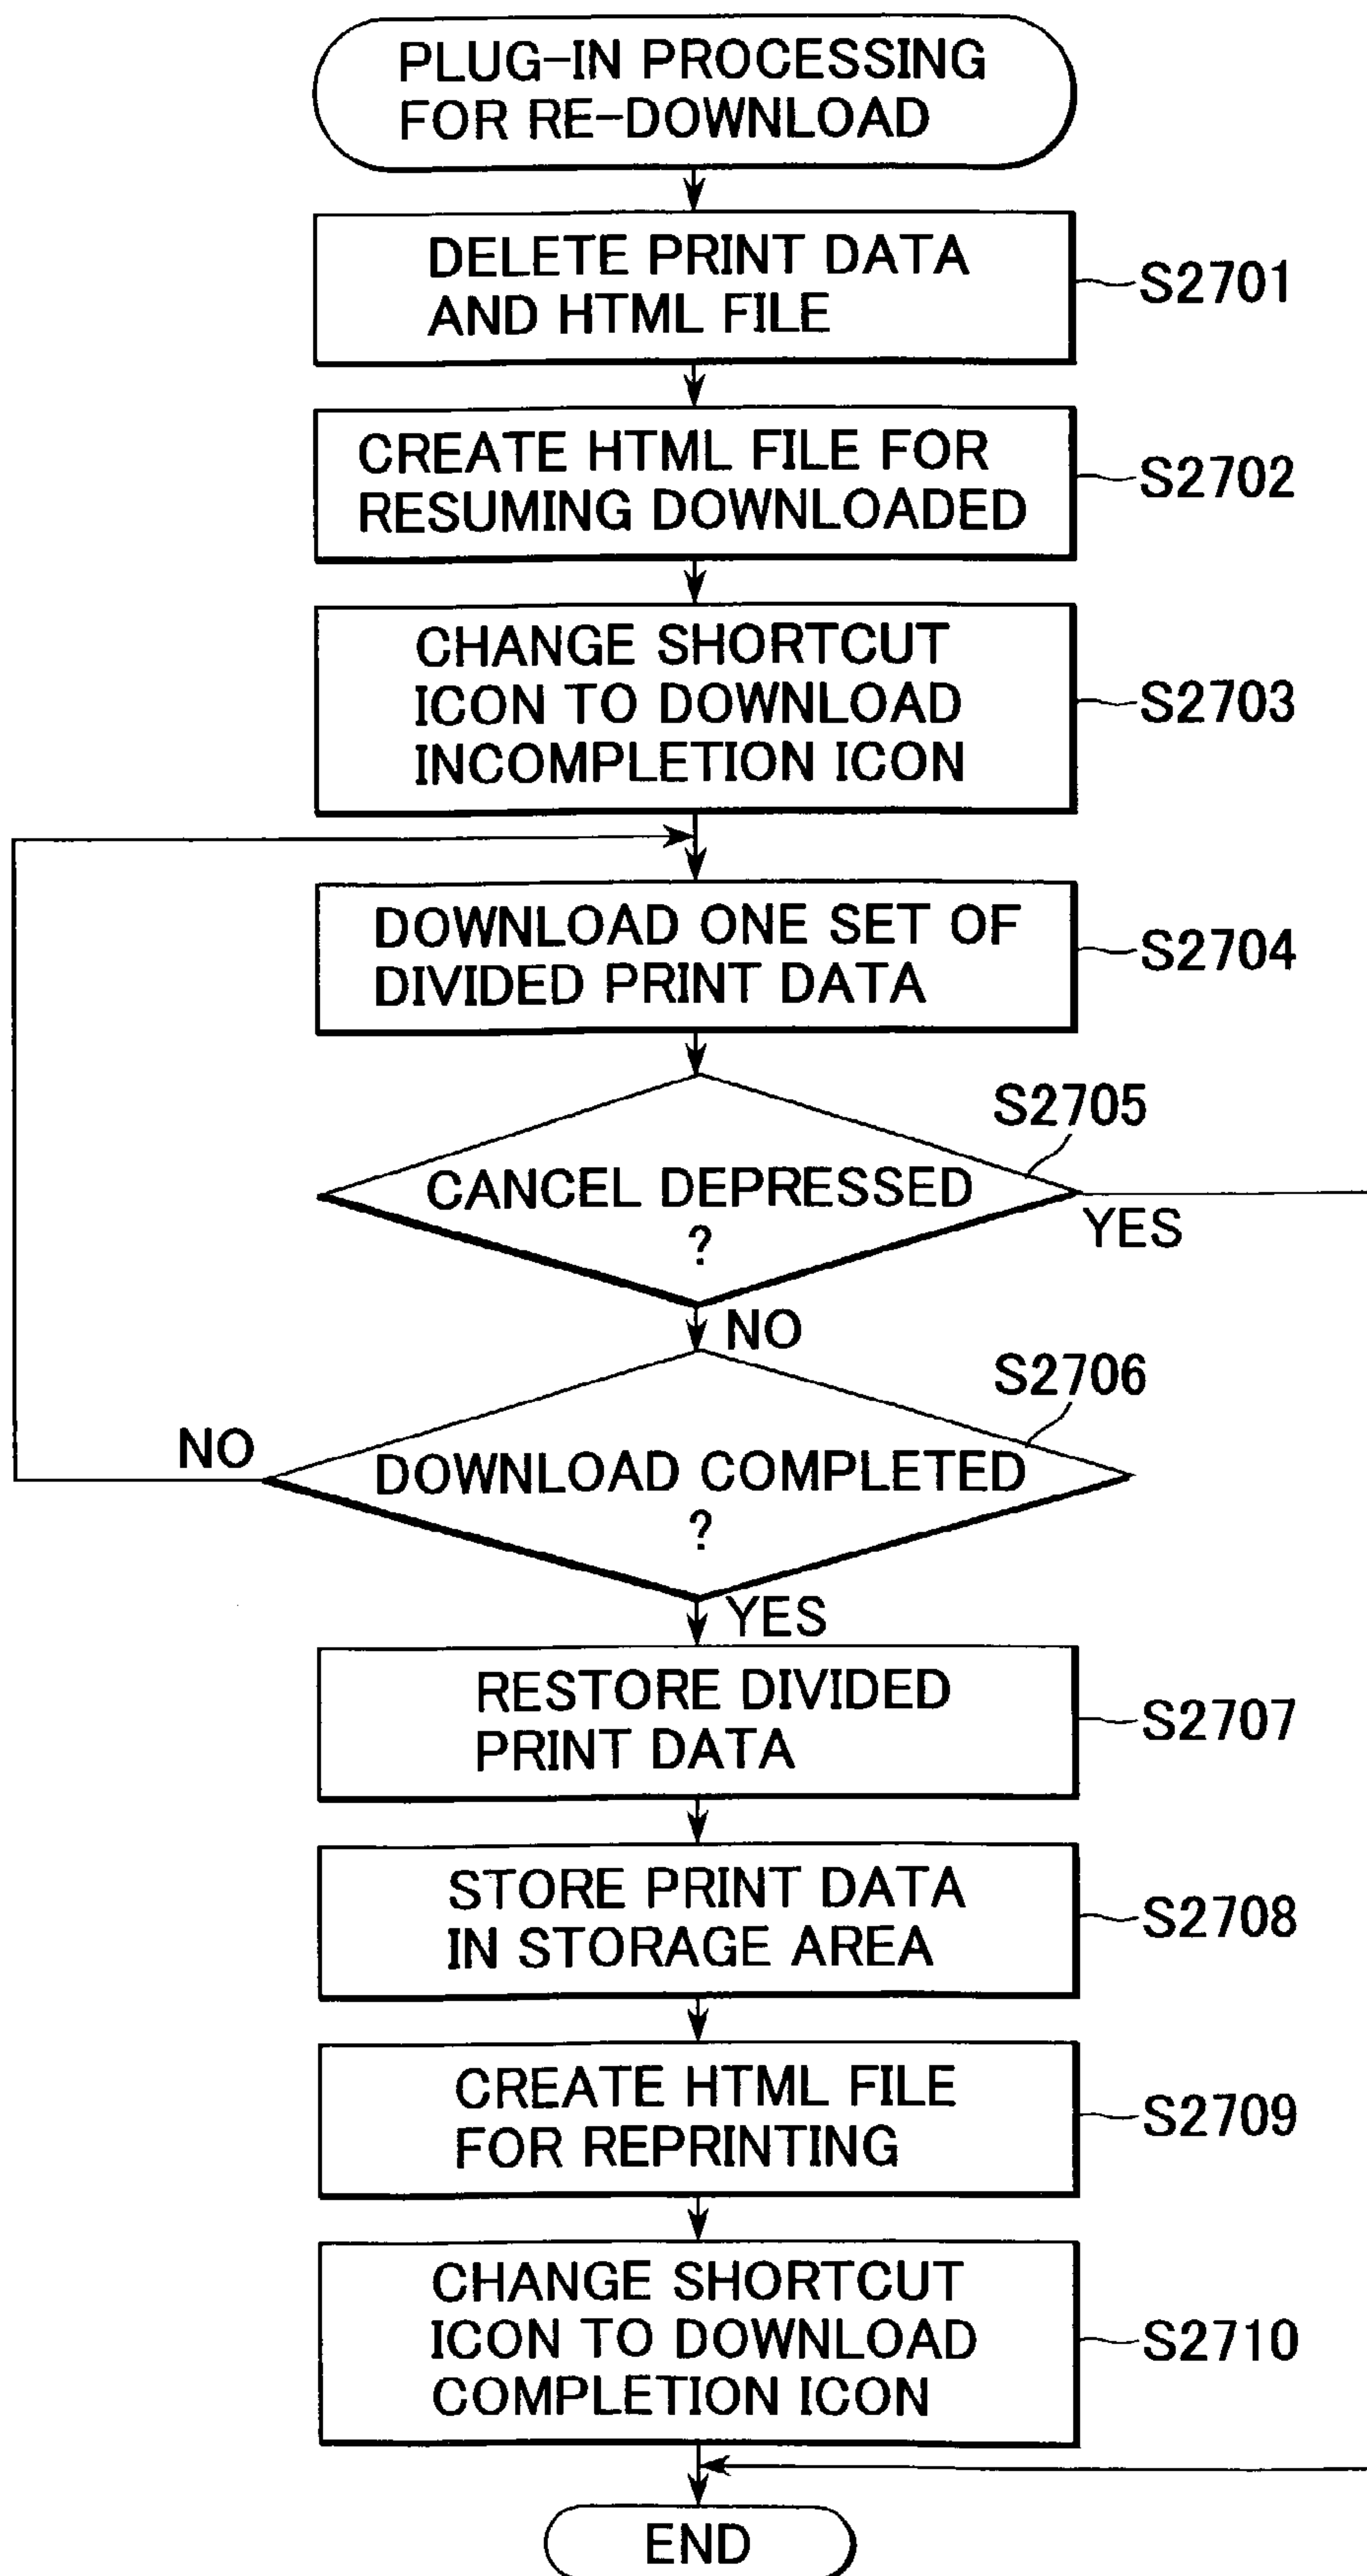 PLUG-IN PROCESSING
FOR RE-DOWNLOAD
DELETE PRINT DATA
AND HTML FILE
S2701
CREATE HTML FILE FOR
RESUMING DOWNLOADED
S2702
CHANGE SHORTCUT
ICON TO DOWNLOAD
INCOMPLETION ICON
S2703
DOWNLOAD ONE SET OF
DIVIDED PRINT DATA
S2704
S2705
CANCEL DEPRESSED
?
YES
NO
S2706
NO
DOWNLOAD COMPLETED
?
YES
RESTORE DIVIDED
PRINT DATA
S2707
STORE PRINT DATA
IN STORAGE AREA
S2708
CREATE HTML FILE
FOR REPRINTING
S2709
CHANGE SHORTCUT
ICON TO DOWNLOAD
COMPLETION ICON
S2710
END